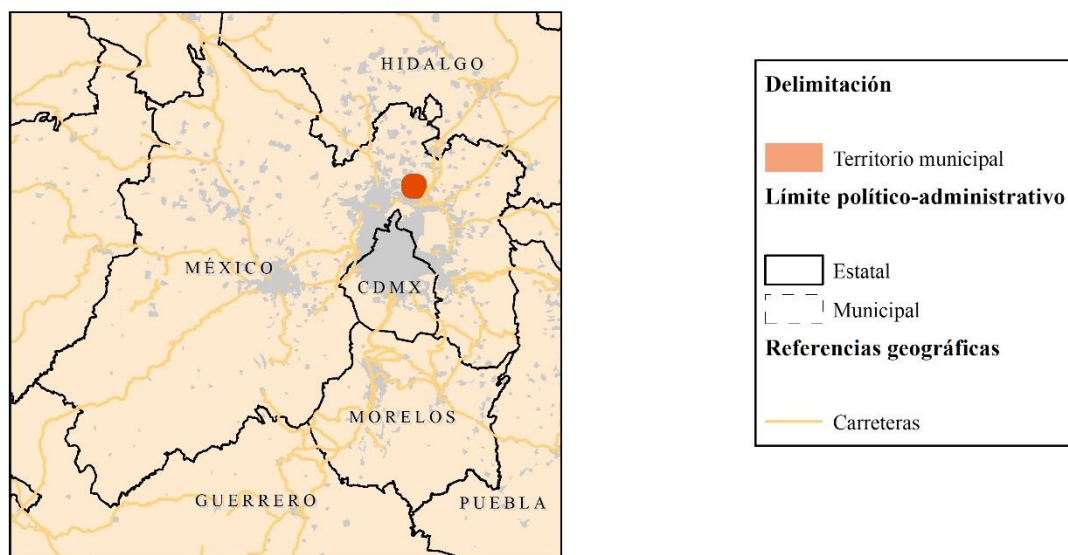 HIDALGO
MÉXICO
CDMX
MORELOS
GUERRERO
PUEBLA
Delimitación
Territorio municipal
Límite político-administrativo
Estatal
Municipal
Referencias geográficas
Carreteras